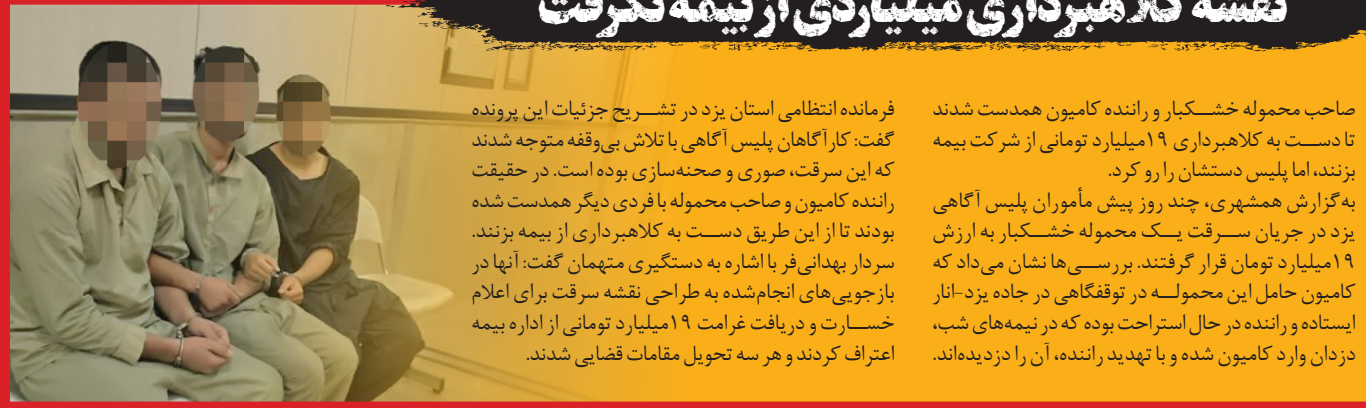 نقشه کلاهبرداری میلیاردی از بیمه نگرفت
صاحب محموله خشکبار و راننده کامیون همدست شدند
تا دست به کلاهبرداری ۱۹میلیارد تومانی از شرکت بیمه
بزنند، اما پلیس دستشان را رو کرد.
به‌گزارش همشهری، چند روز پیش مأموران پلیس آگاهی
یزد در جریان سرقت یک محموله خشکبار به ارزش
۱۹میلیارد تومان قرار گرفتند. بررسی‌ها نشان می‌داد که
کامیون حامل این محموله در توقفگاهی در جاده یزد-انار
ایستاده و راننده در حال استراحت بوده که در نیمه‌های شب،
دزدان وارد کامیون شده و با تهدید راننده، آن را دزدیده‌اند.
فرمانده انتظامی استان یزد در تشریح جزئیات این پرونده
گفت: کارآگاهان پلیس آگاهی با تلاش بی‌وقفه متوجه شدند
که این سرقت، صوری و صحنه‌سازی بوده است. در حقیقت
راننده کامیون و صاحب محموله با فردی دیگر همدست شده
بودند تا از این طریق دست به کلاهبرداری از بیمه بزنند.
سردار بهدانی‌فر با اشاره به دستگیری متهمان گفت: آنها در
بازجویی‌های انجام‌شده به طراحی نقشه سرقت برای اعلام
خسارت و دریافت غرامت ۱۹میلیارد تومانی از اداره بیمه
اعتراف کردند و هر سه تحویل مقامات قضایی شدند.